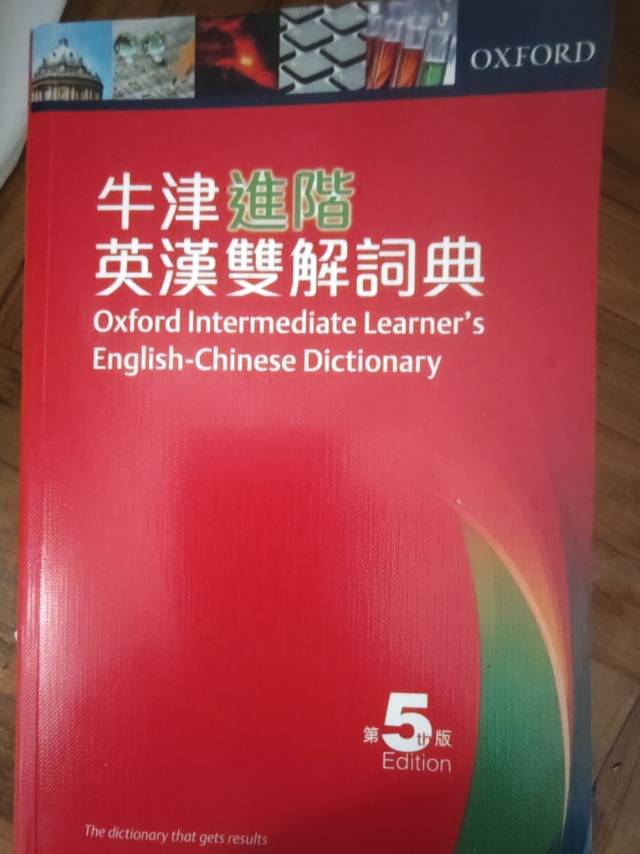 OXFORD
牛津進階
英漢雙解詞典
Oxford Intermediate Learner's
English-Chinese Dictionary
第5th版
Edition
The dictionary that gets results